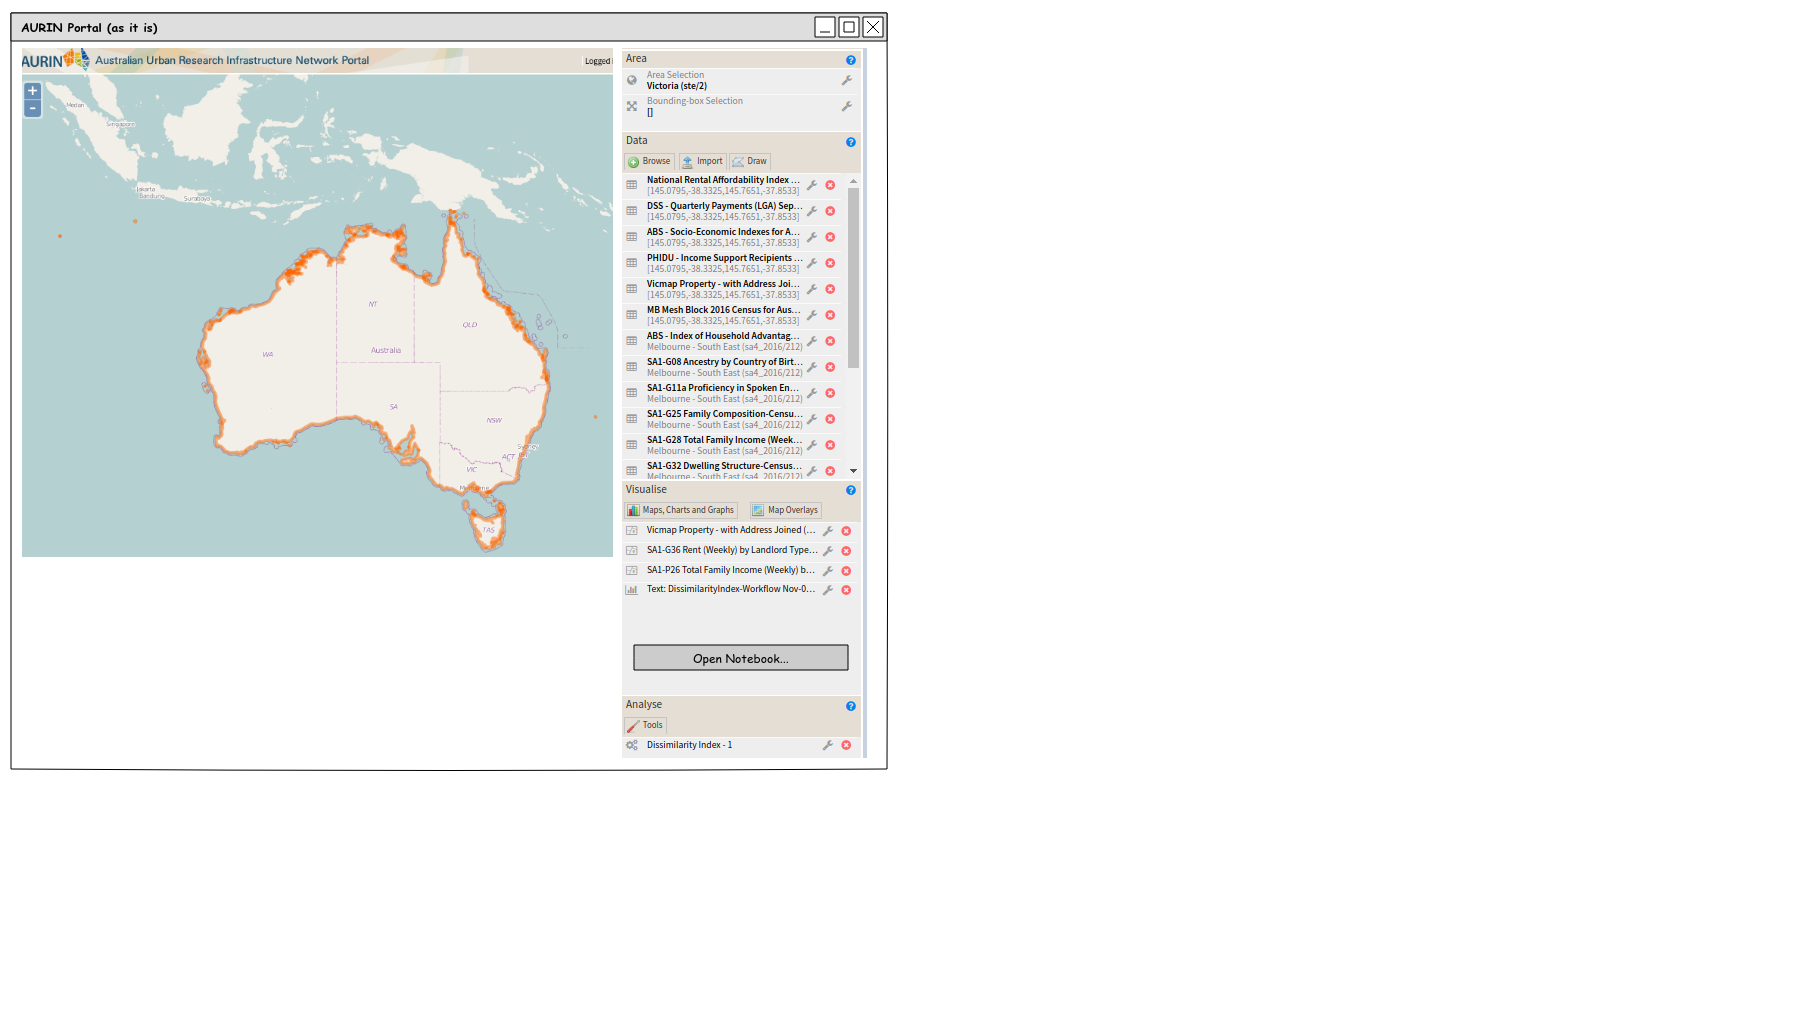 AURIN Portal (as it is)
AURIN Australian Urban Research Infrastructure Network Portal
Logged
+
-
Medan
Singapore
Jakarta
Bandung
Surabaya
NT
QLD
WA
Australia
SA
NSW
Sydney
ACT
VIC
TAS
Area
Area Selection
Victoria (ste/2)
Bounding-box Selection
[]
Data
Browse
Import
Draw
National Rental Affordability Index ...
[145.0795,-38.3325,145.7651,-37.8533]
DSS - Quarterly Payments (LGA) Sep...
[145.0795,-38.3325,145.7651,-37.8533]
ABS - Socio-Economic Indexes for A...
[145.0795,-38.3325,145.7651,-37.8533]
PHIDU - Income Support Recipients ...
[145.0795,-38.3325,145.7651,-37.8533]
Vicmap Property - with Address Joi...
[145.0795,-38.3325,145.7651,-37.8533]
MB Mesh Block 2016 Census for Aus...
[145.0795,-38.3325,145.7651,-37.8533]
ABS - Index of Household Advantag...
Melbourne - South East (sa4_2016/212)
SA1-G08 Ancestry by Country of Birt...
Melbourne - South East (sa4_2016/212)
SA1-G11a Proficiency in Spoken En...
Melbourne - South East (sa4_2016/212)
SA1-G25 Family Composition-Censu...
Melbourne - South East (sa4_2016/212)
SA1-G28 Total Family Income (Week...
Melbourne - South East (sa4_2016/212)
SA1-G32 Dwelling Structure-Census...
Melbourne - South East (sa4_2016/212)
Visualise
Maps, Charts and Graphs
Map Overlays
Vicmap Property - with Address Joined (...
SA1-G36 Rent (Weekly) by Landlord Type...
SA1-P26 Total Family Income (Weekly) b...
Text: DissimilarityIndex-Workflow Nov-0...
Open Notebook...
Analyse
Tools
Dissimilarity Index - 1